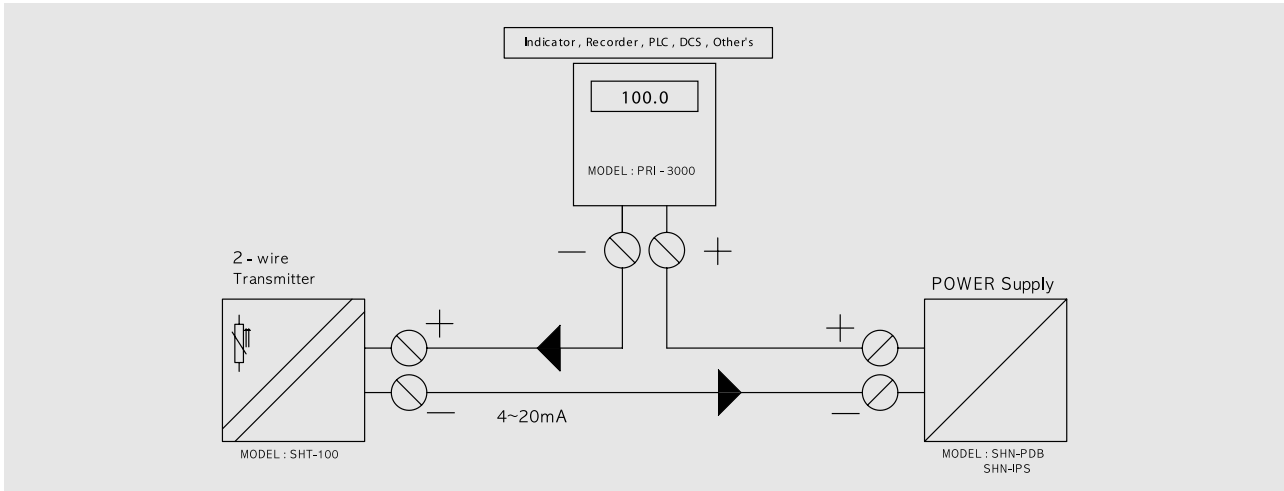 Indicator , Recorder , PLC , DCS , Other's
100.0
MODEL : PRI - 3000
2 - wire
Transmitter
POWER Supply
4~20mA
MODEL : SHT-100
MODEL : SHN-PDB
SHN-IPS